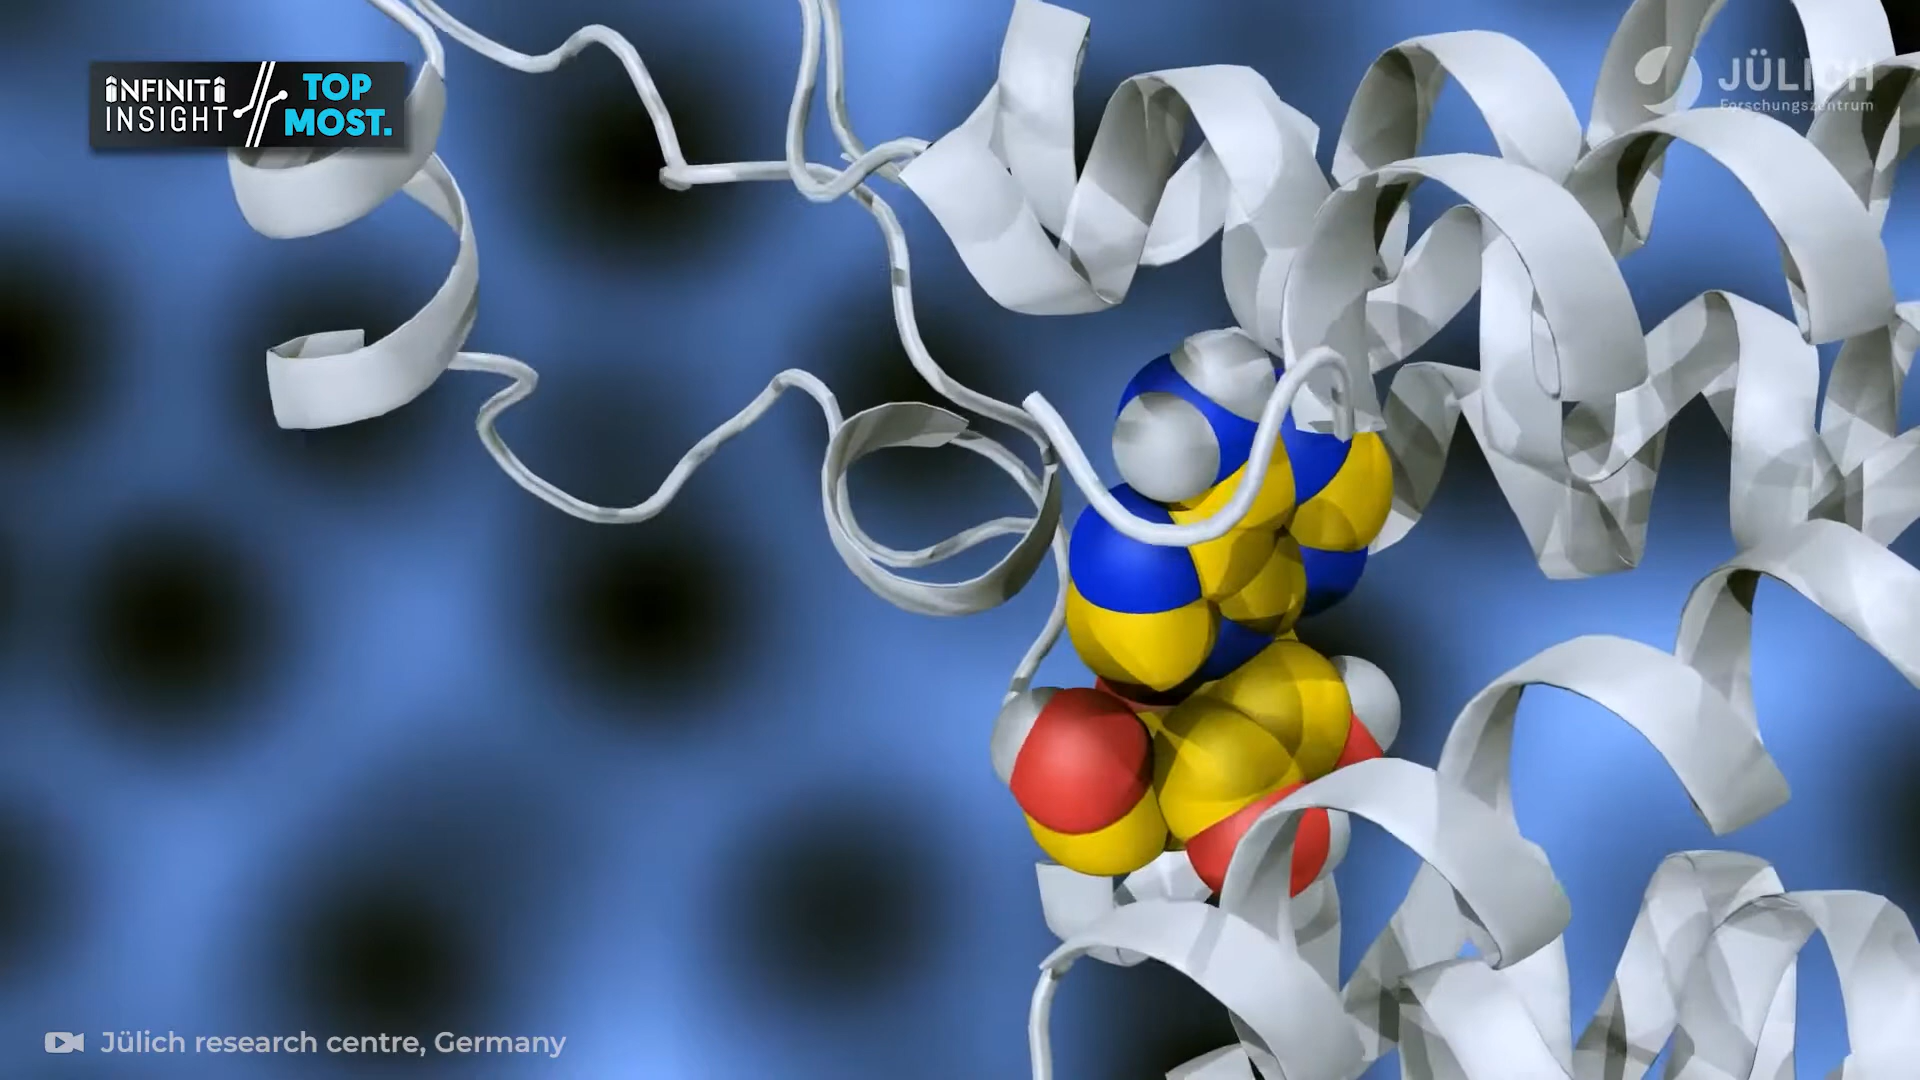 INFINITI
INSIGHT
TOP
MOST.
JÜLICH
Forschungszentrum
Jülich research centre, Germany